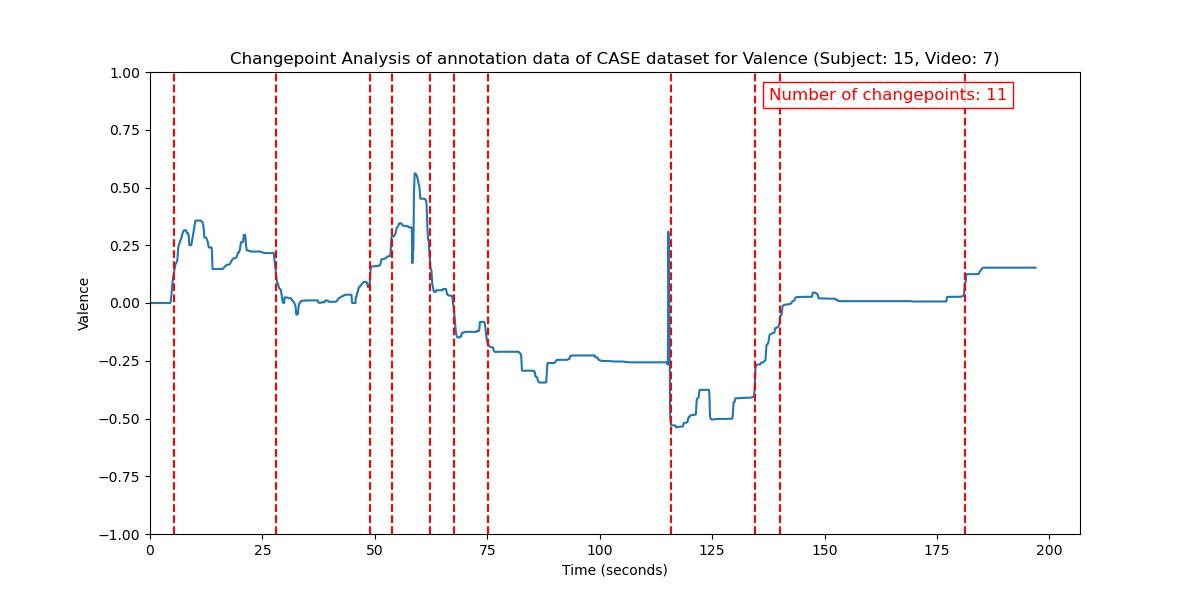 Changepoint Analysis of annotation data of CASE dataset for Valence (Subject: 15, Video: 7)
Number of changepoints: 11
1.00
0.75
0.50
0.25
0.00
−0.25
−0.50
−0.75
−1.00
Valence
0 25 50 75 100 125 150 175 200
Time (seconds)